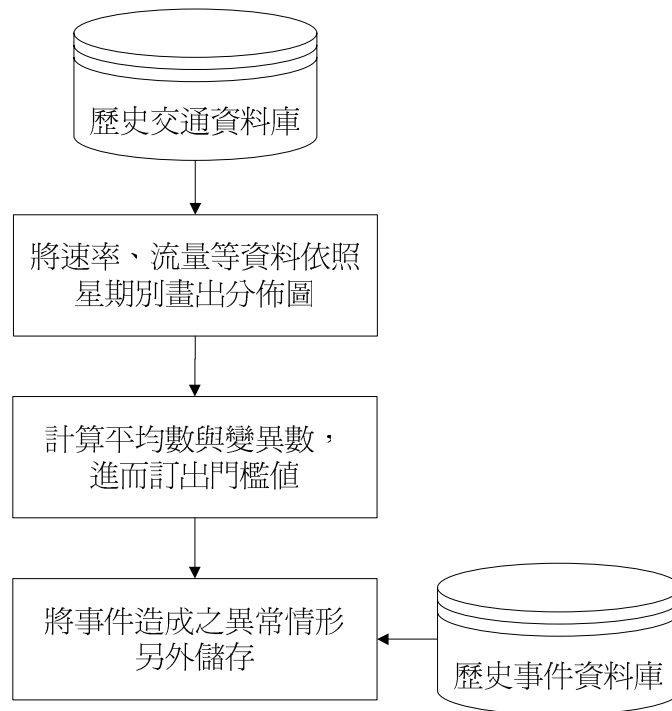 歷史交通資料庫
將速率、流量等資料依照
星期別畫出分佈圖
計算平均數與變異數，
進而訂出門檻值
將事件造成之異常情形
另外儲存
歷史事件資料庫